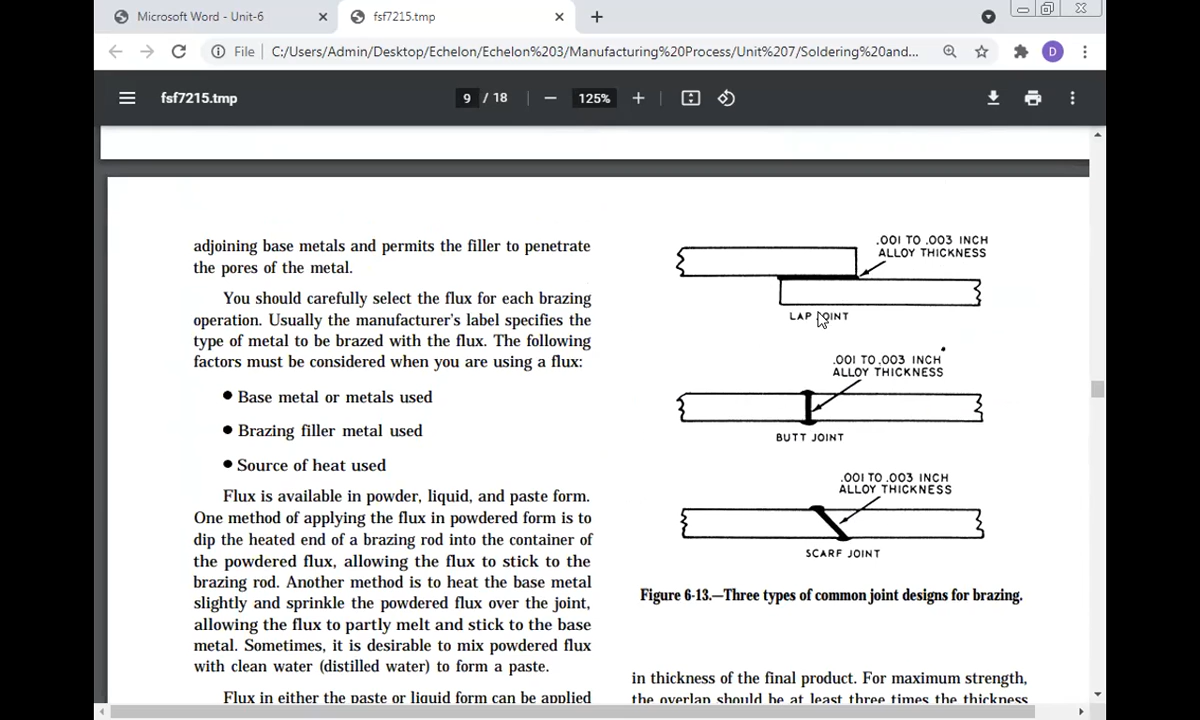 Microsoft Word - Unit-6
fsf7215.tmp
File
C:/Users/Admin/Desktop/Echelon/Echelon%203/Manufacturing%20Process/Unit%207/Soldering%20and...
D
fsf7215.tmp
9 / 18
125%
adjoining base metals and permits the filler to penetrate
the pores of the metal.
You should carefully select the flux for each brazing
operation. Usually the manufacturer's label specifies the
type of metal to be brazed with the flux. The following
factors must be considered when you are using a flux:
● Base metal or metals used
● Brazing filler metal used
● Source of heat used
Flux is available in powder, liquid, and paste form.
One method of applying the flux in powdered form is to
dip the heated end of a brazing rod into the container of
the powdered flux, allowing the flux to stick to the
brazing rod. Another method is to heat the base metal
slightly and sprinkle the powdered flux over the joint,
allowing the flux to partly melt and stick to the base
metal. Sometimes, it is desirable to mix powdered flux
with clean water (distilled water) to form a paste.
Flux in either the paste or liquid form can be applied
.001 TO .003 INCH
ALLOY THICKNESS
LAP JOINT
.001 TO .003 INCH
ALLOY THICKNESS
BUTT JOINT
.001 TO .003 INCH
ALLOY THICKNESS
SCARF JOINT
Figure 6-13.—Three types of common joint designs for brazing.
in thickness of the final product. For maximum strength,
the overlap should be at least three times the thickness